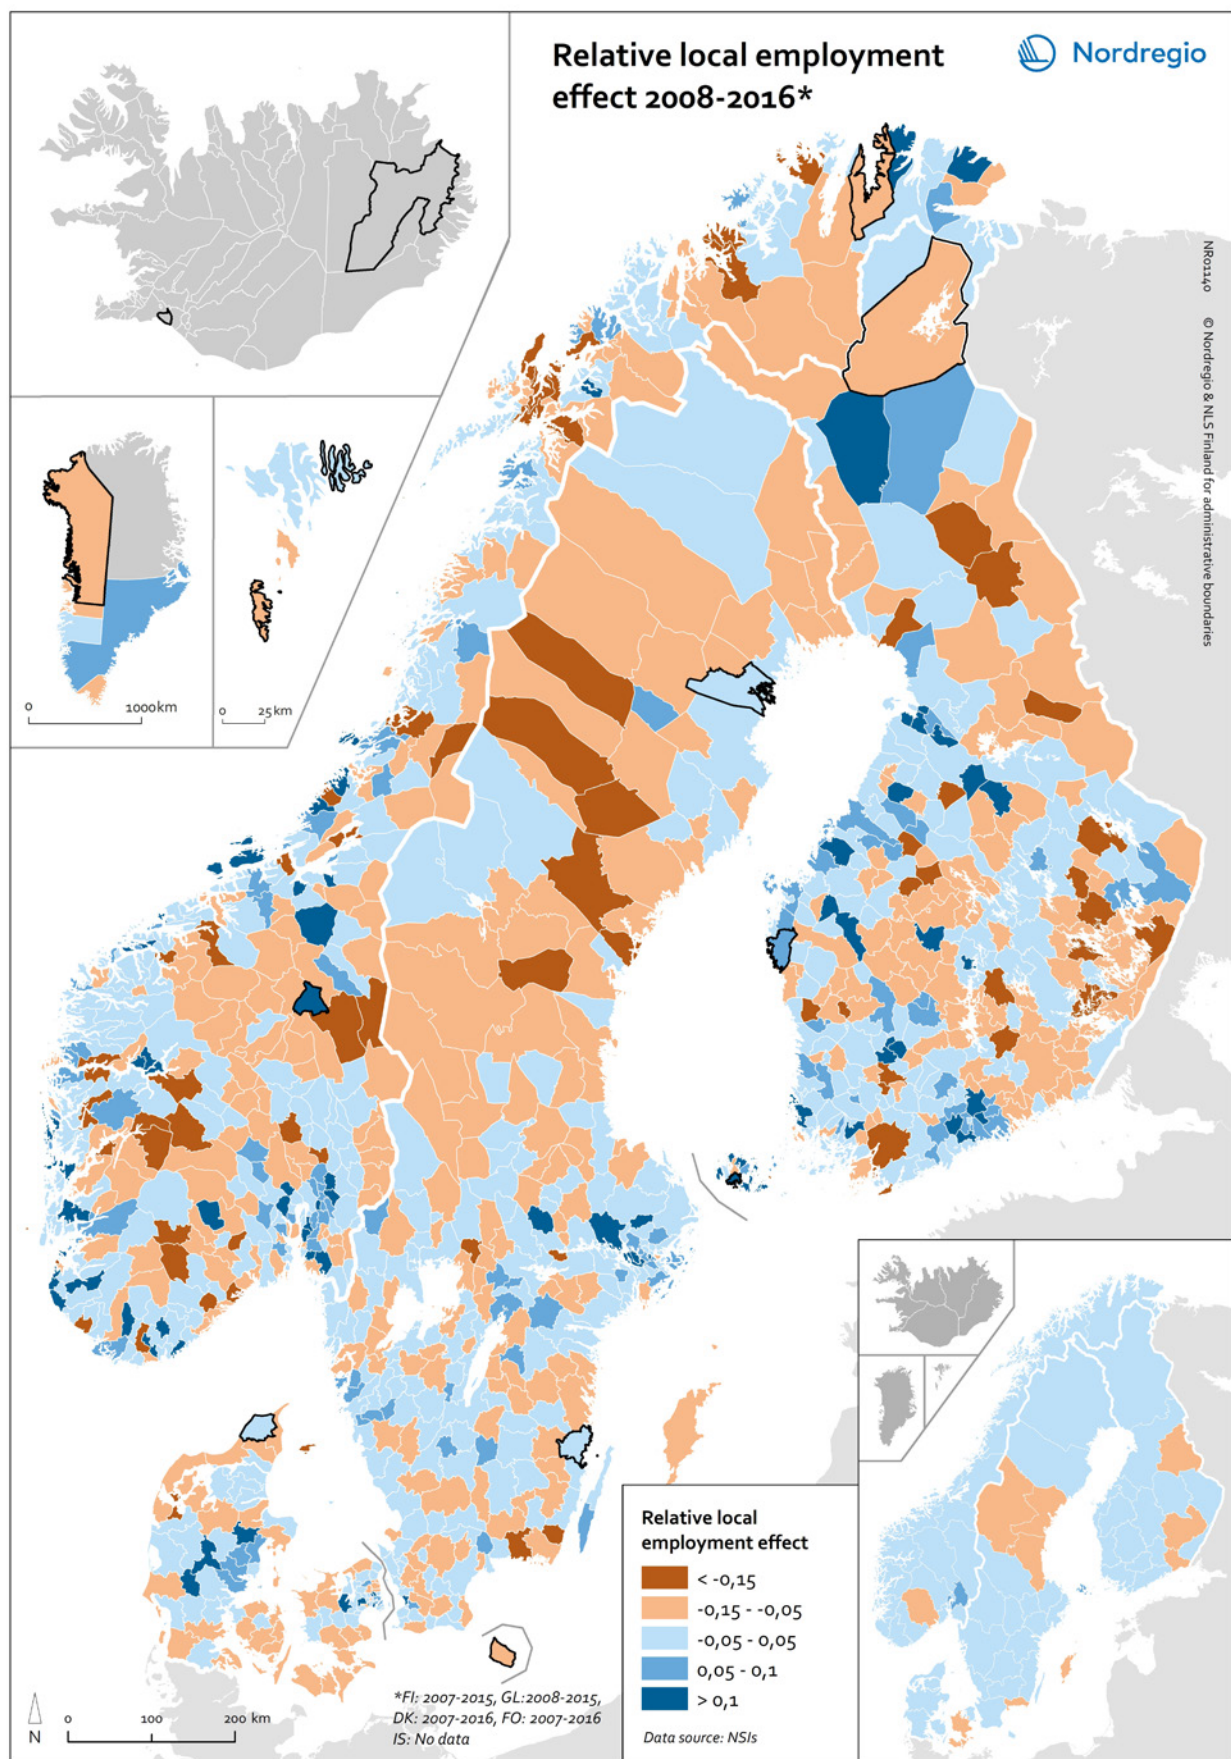 Relative local employment
effect 2008-2016*
Nordregio
NR01140 © Nordregio & NLS Finland for administrative boundaries
0 1000km
0 25 km
Relative local
employment effect
< -0,15
-0,15 - -0,05
-0,05 - 0,05
0,05 - 0,1
> 0,1
Data source: NSIs
*FI: 2007-2015, GL:2008-2015,
DK: 2007-2016, FO: 2007-2016
IS: No data
N
0 100 200 km